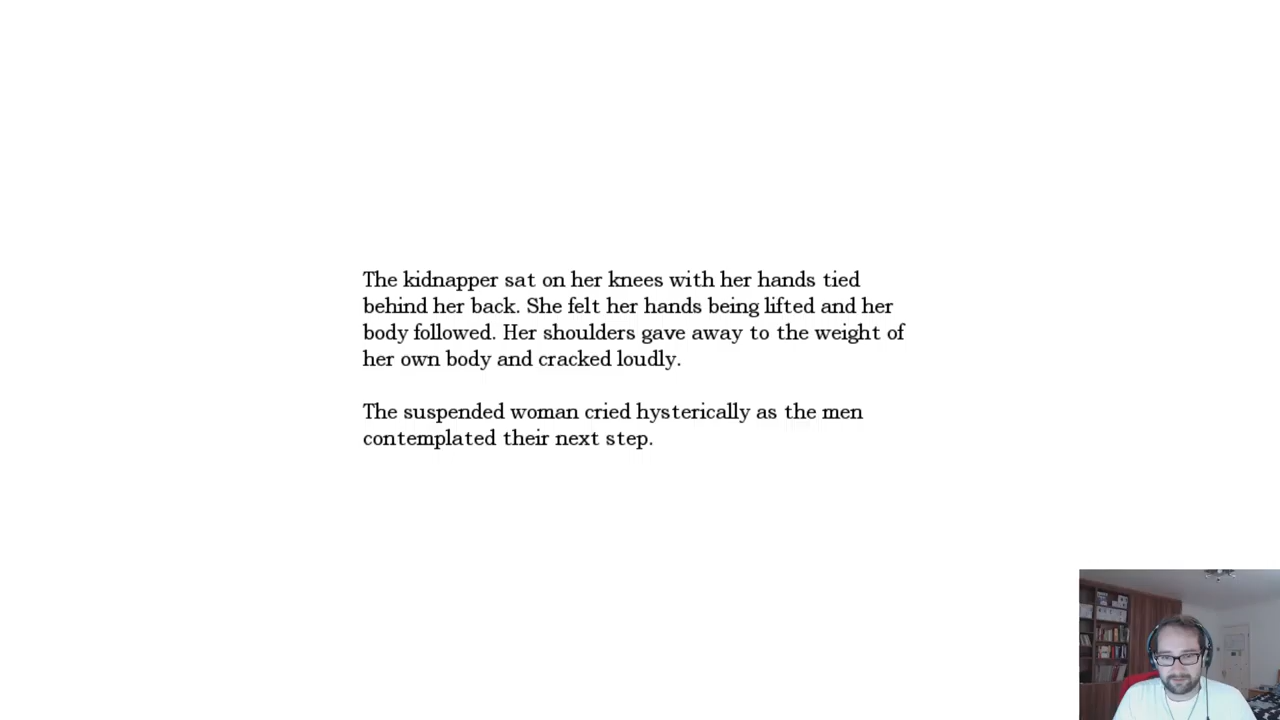 The kidnapper sat on her knees with her hands tied
behind her back. She felt her hands being lifted and her
body followed. Her shoulders gave away to the weight of
her own body and cracked loudly.
The suspended woman cried hysterically as the men
contemplated their next step.